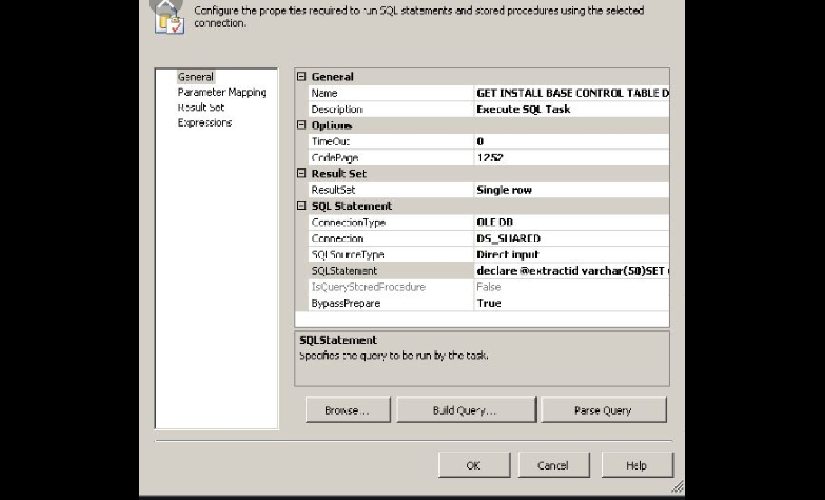 Configure the properties required to run SQL statements and stored procedures using the selected
connection.
General
Parameter Mapping
Result Set
Expressions
General
Name GET INSTALL BASE CONTROL TABLE D
Description Execute SQL Task
Options
TimeOut 0
CodePage 1252
Result Set
ResultSet Single row
SQL Statement
ConnectionType OLE DB
Connection DS_SHARED
SQLSourceType Direct input
SQLStatement declare @extractid varchar(50)SET
IsQueryStoredProcedure False
BypassPrepare True
SQLStatement
Specifies the query to be run by the task.
Browse...
Build Query...
Parse Query
OK
Cancel
Help